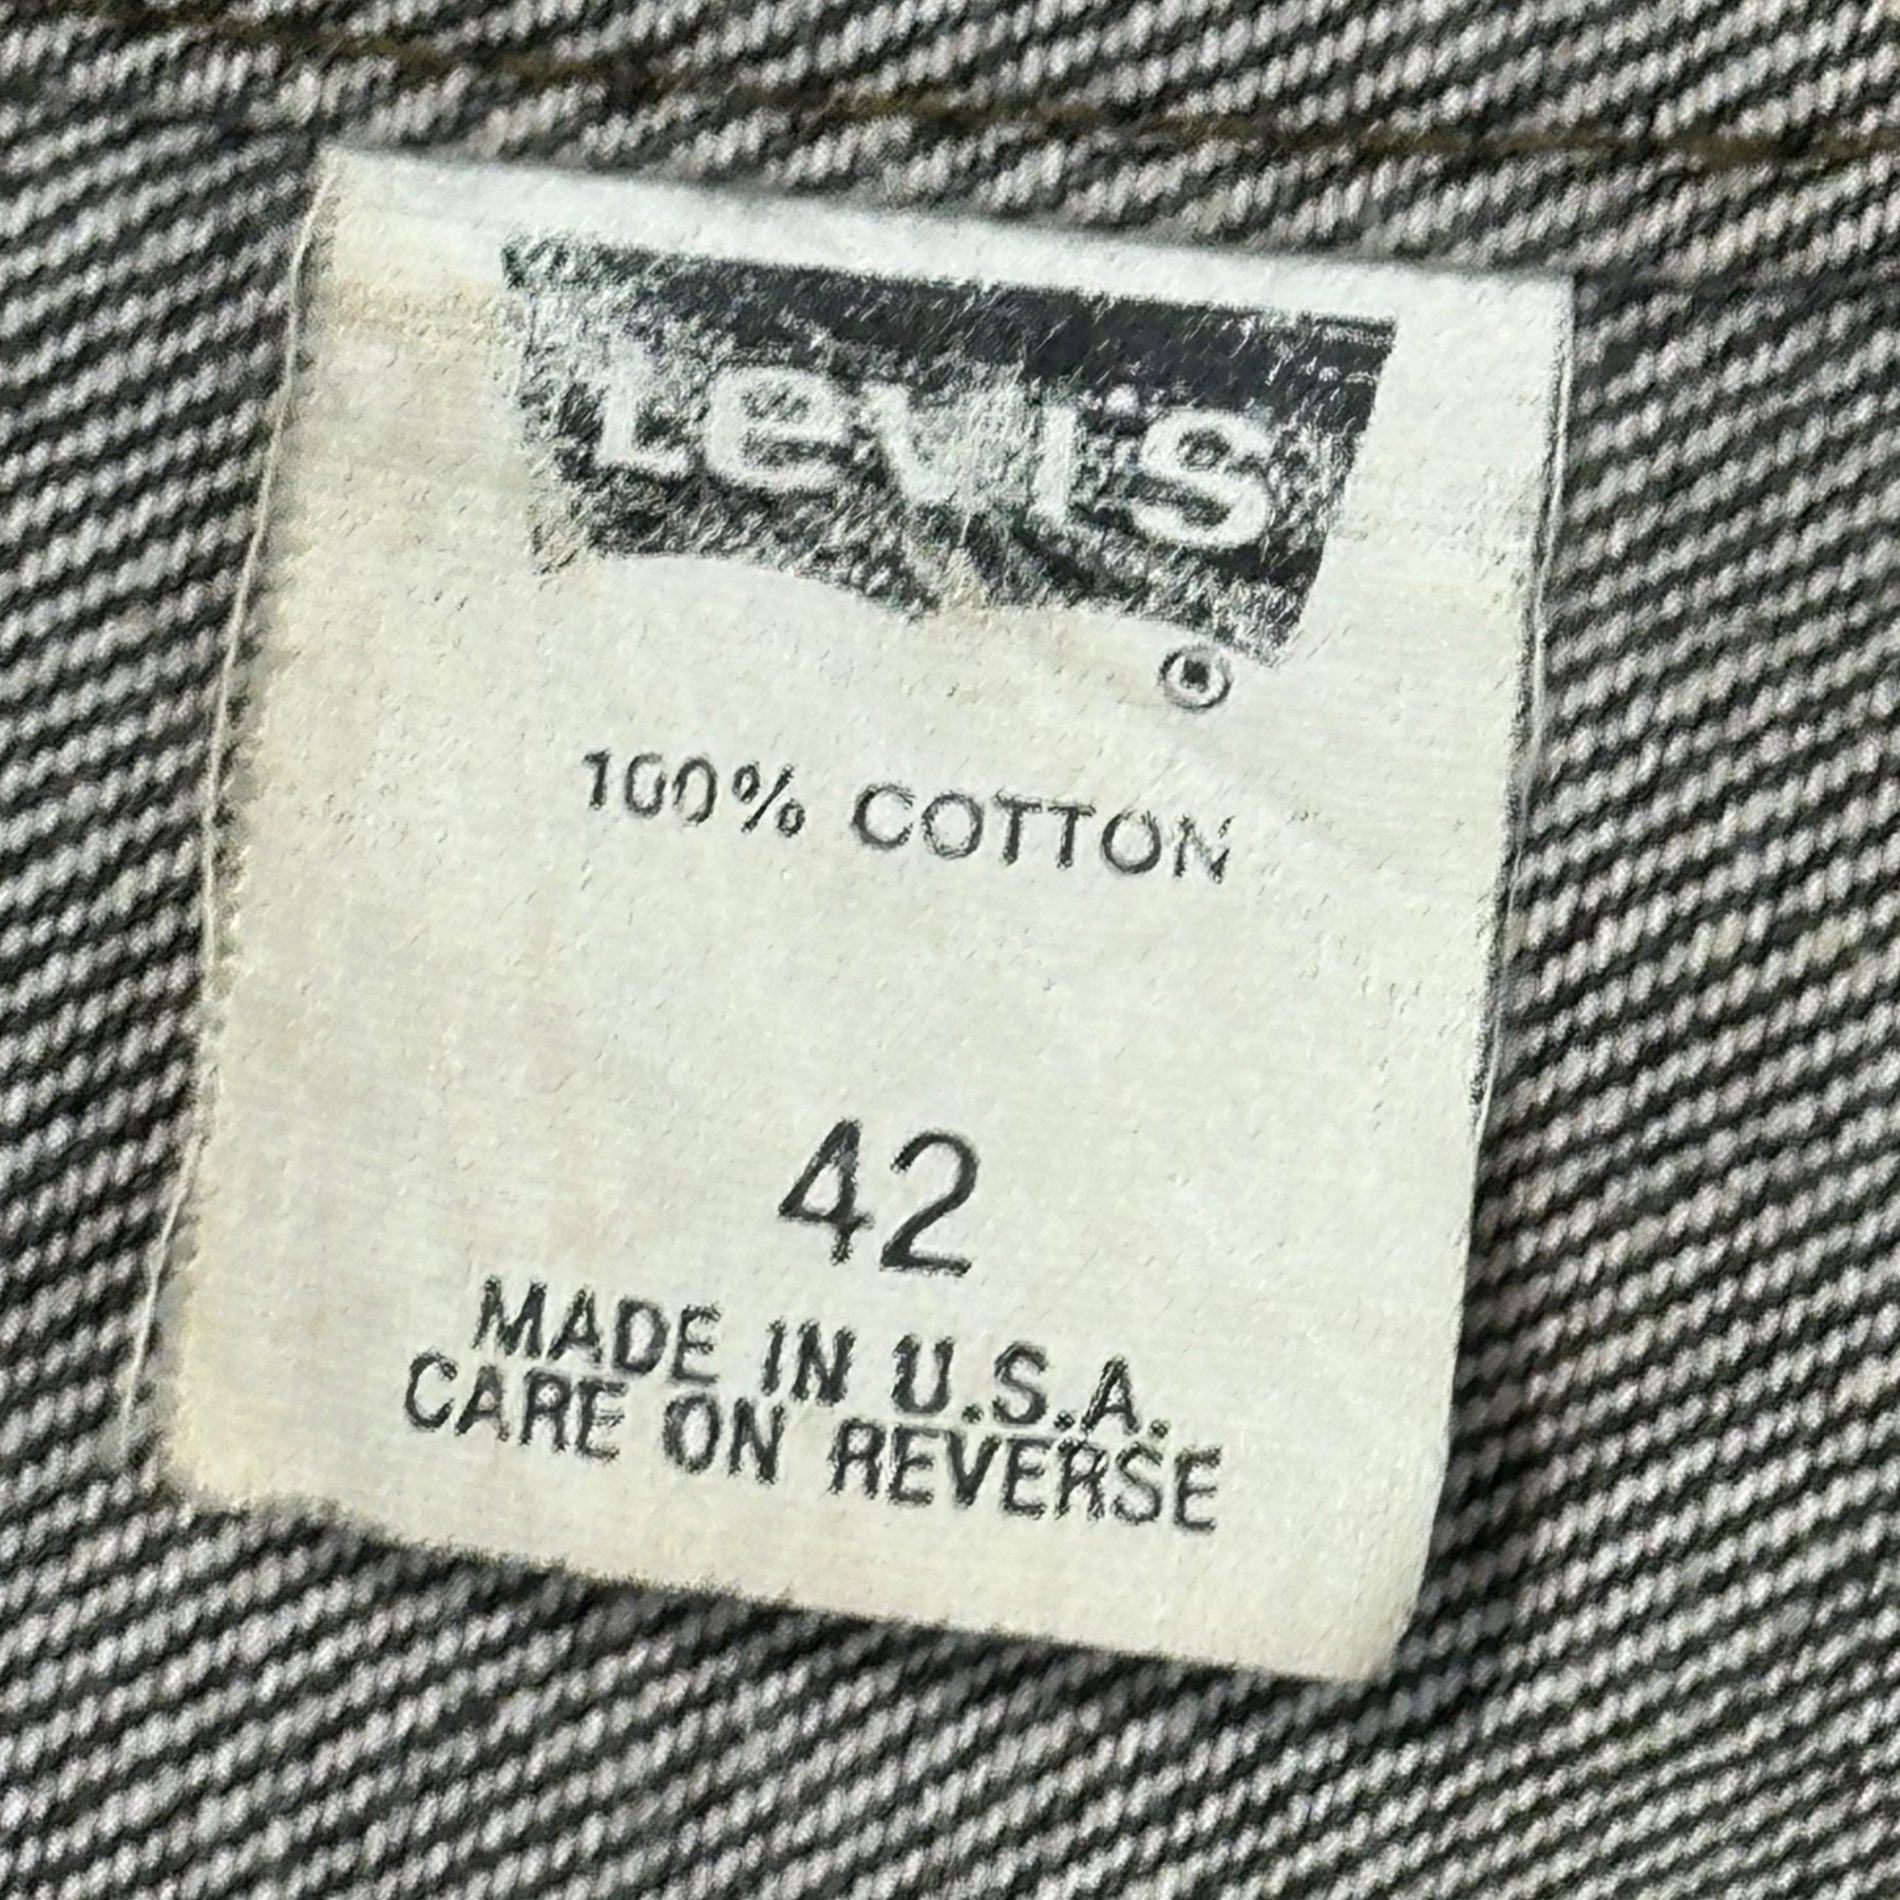 Levi's
®
100% COTTON
42
MADE IN U.S.A.
CARE ON REVERSE